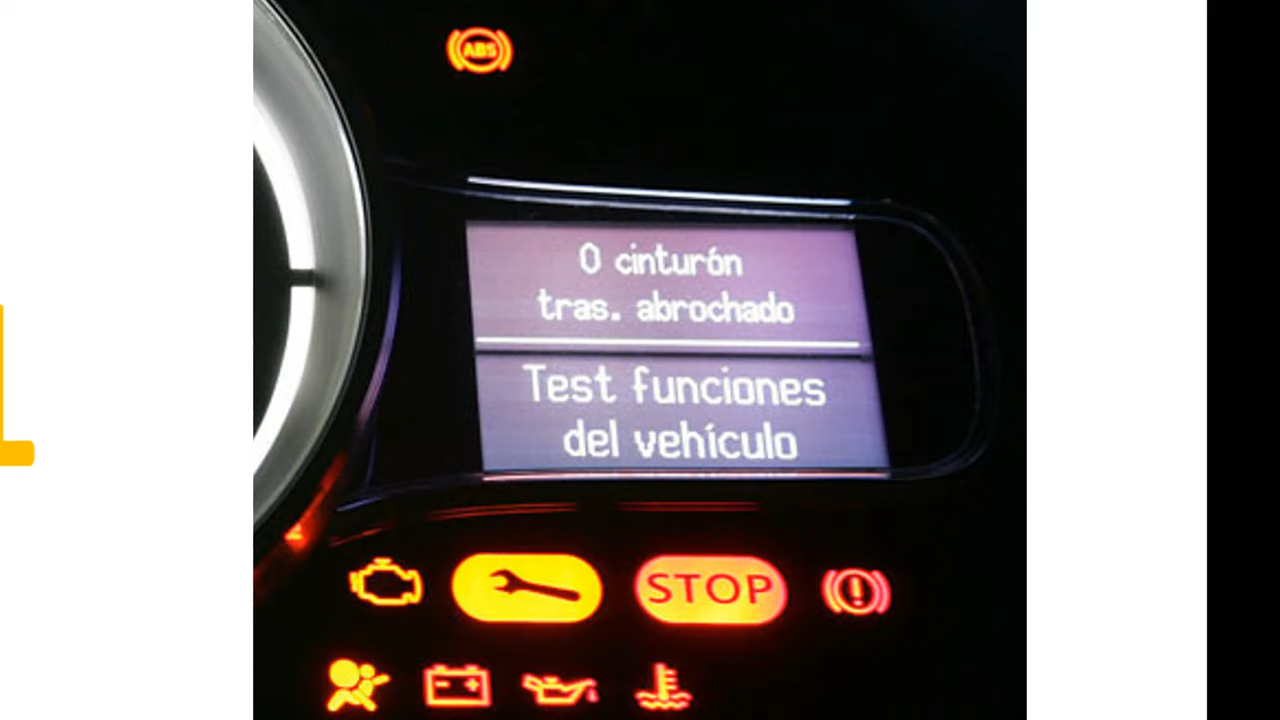 ABS
0 cinturón
tras. abrochado
Test funciones
del vehículo
STOP